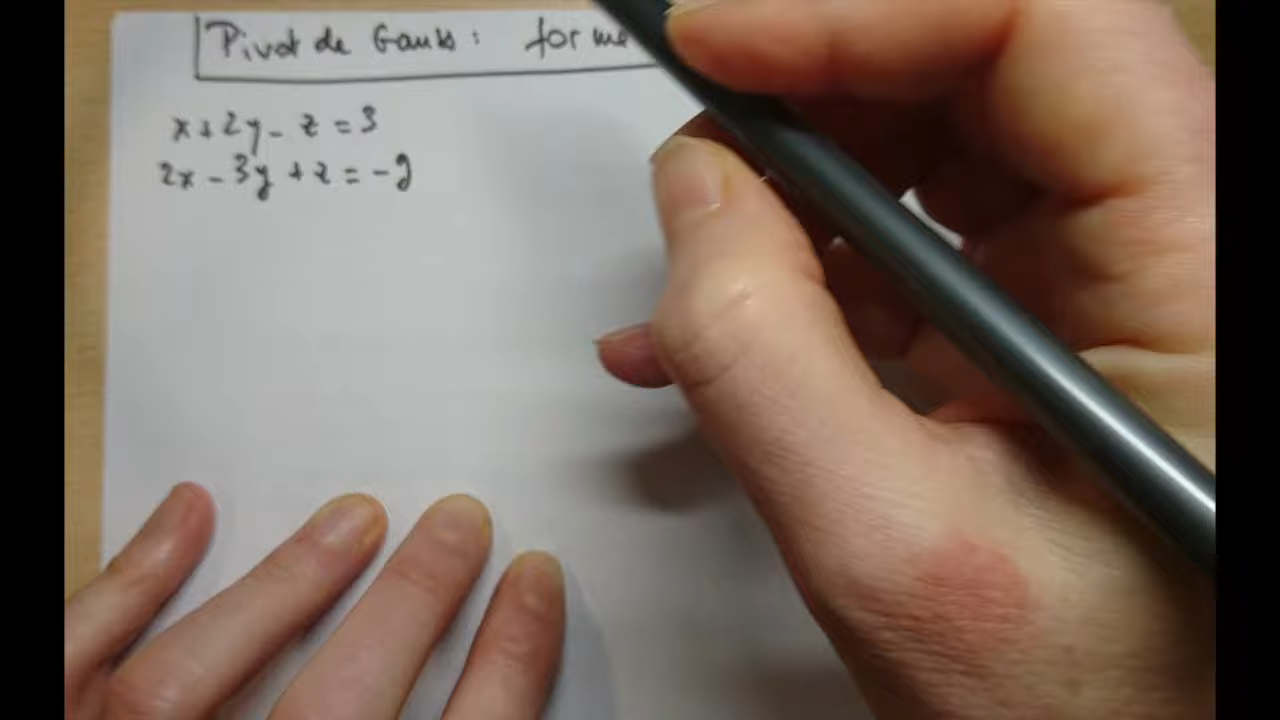 Pivot de Gauss : forme
x + 2y - z = 3
2x - 3y + z = -9